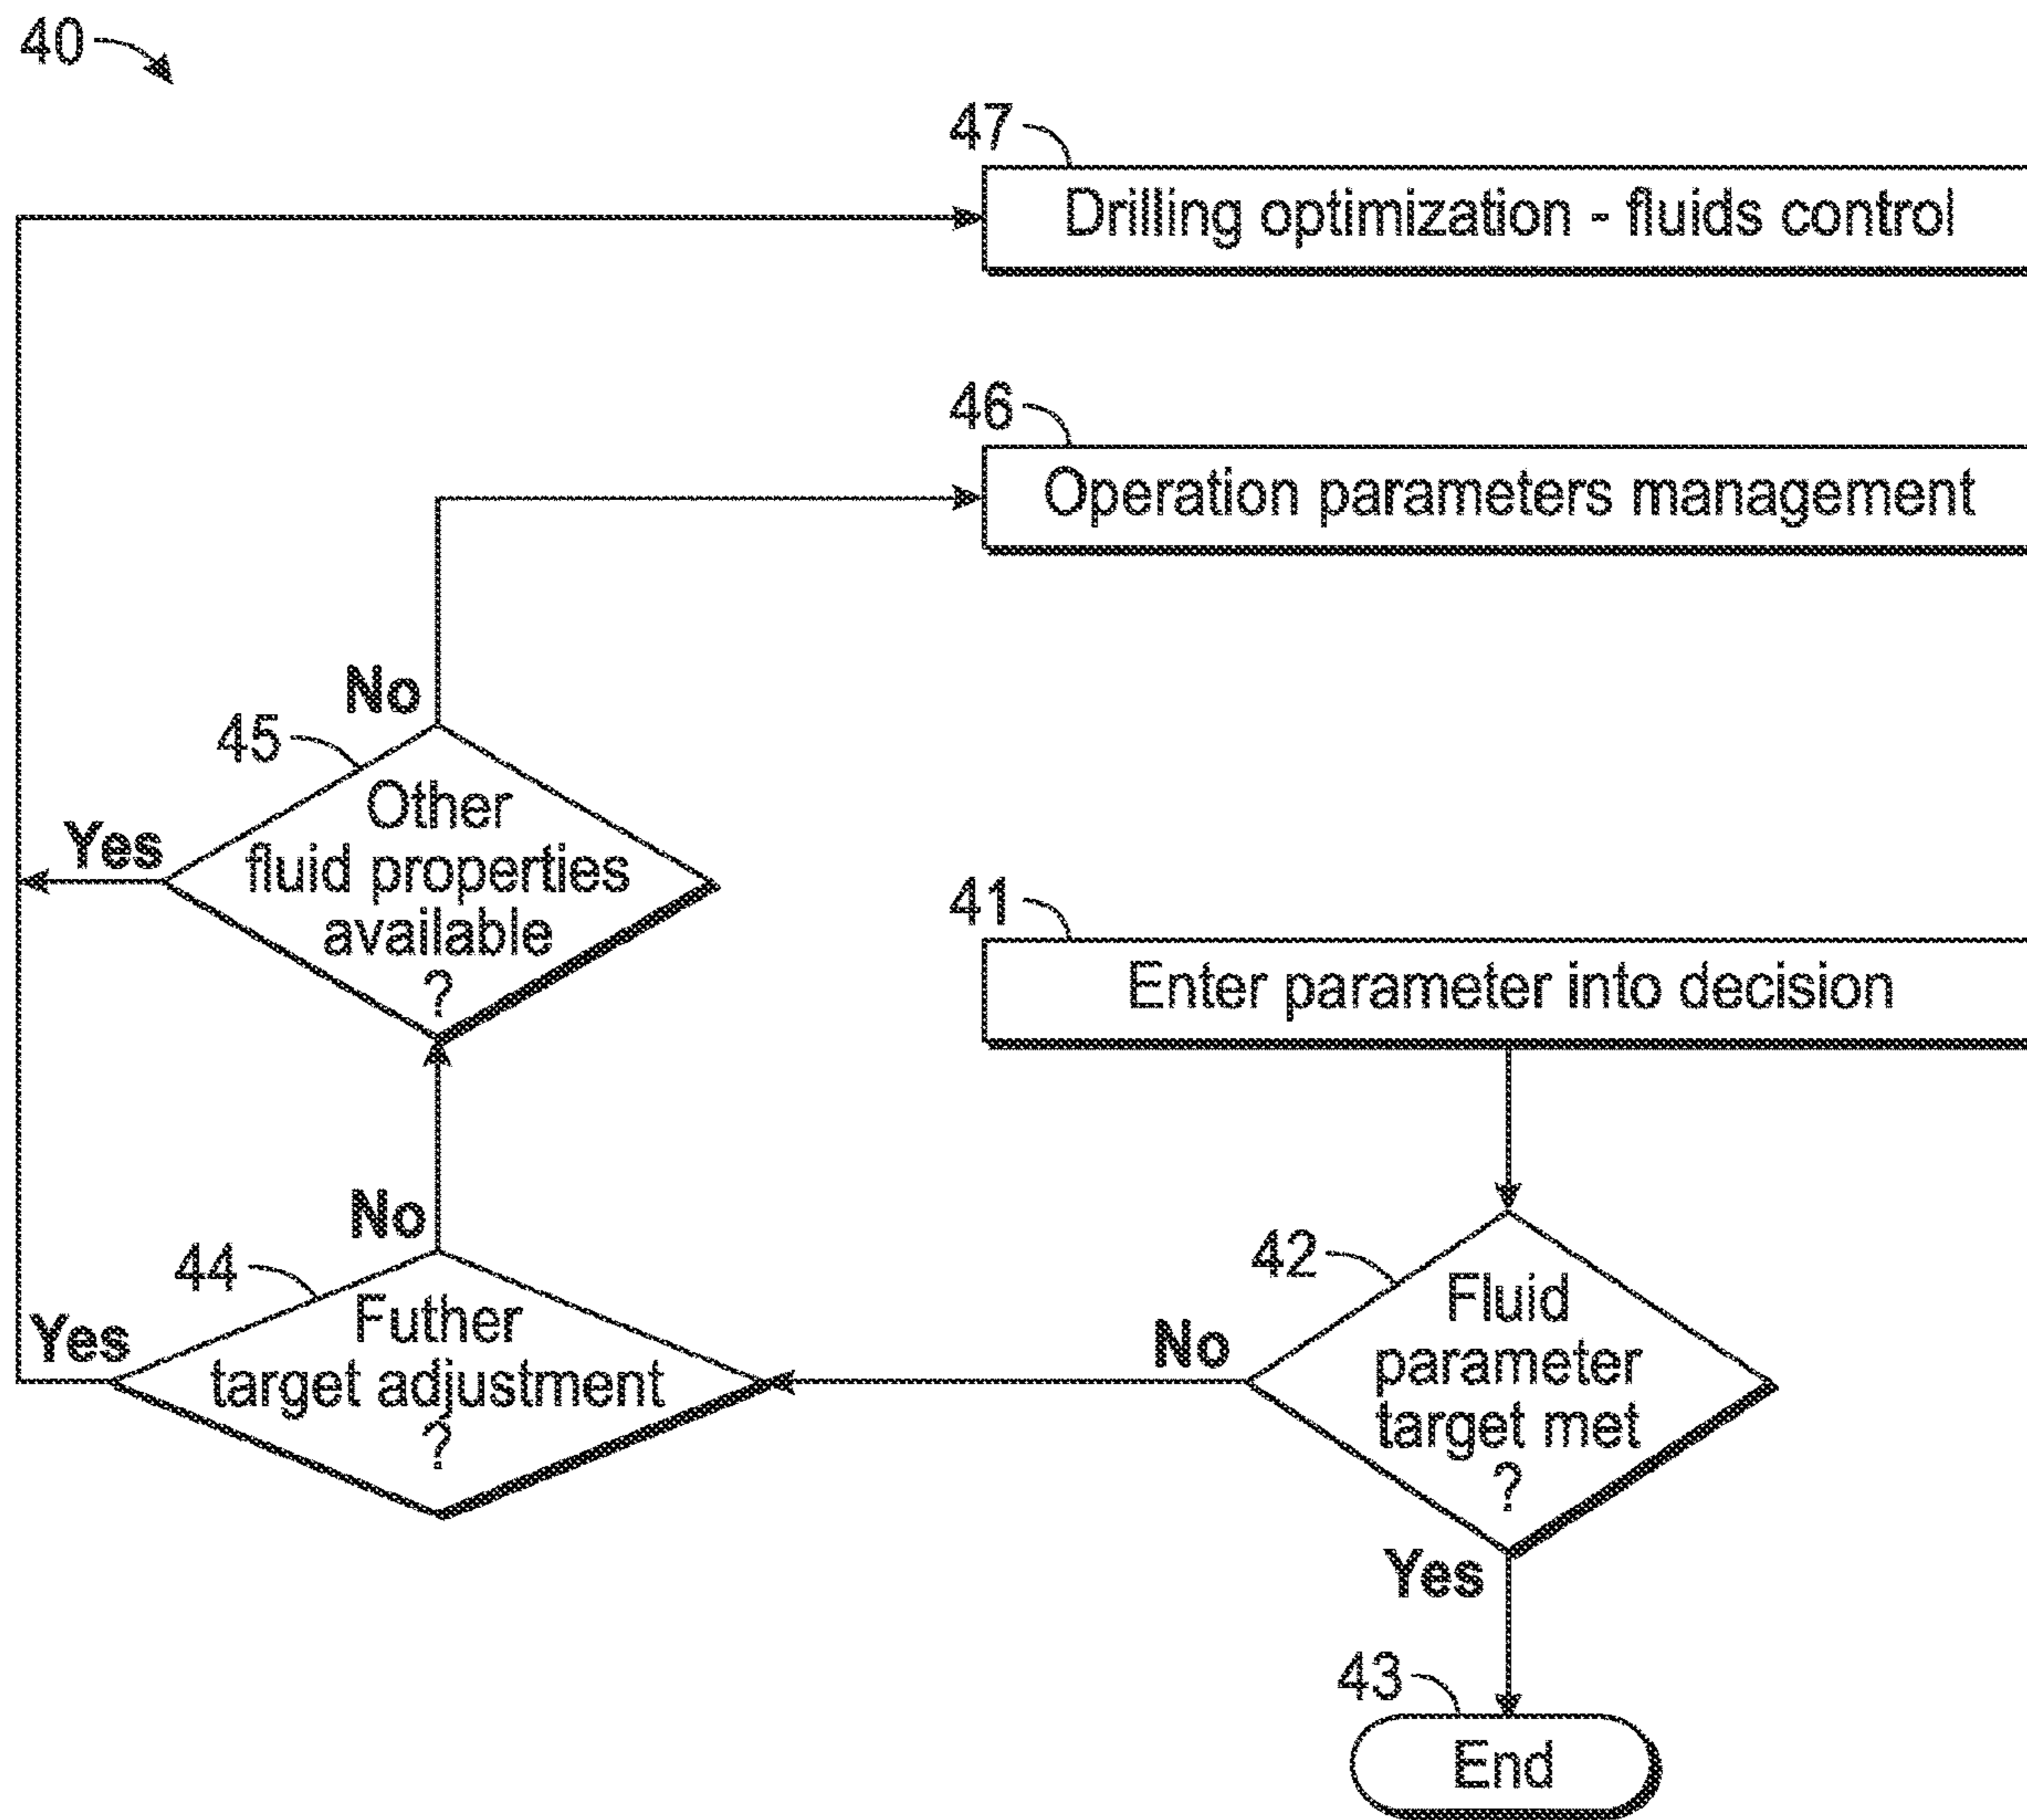 40
47
Drilling optimization - fluids control
46
Operation parameters management
No
45
Other
fluid properties
available
?
Yes
41
Enter parameter into decision
No
44
Futher
target adjustment
?
Yes
42
Fluid
parameter
target met
?
No
Yes
43
End